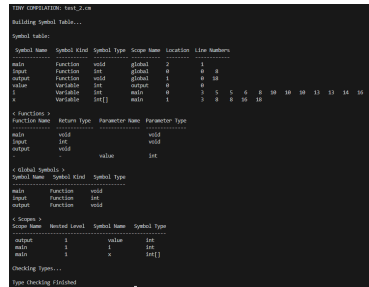 TINY COMPILATION: test_2.cm
Building Symbol Table...
Symbol table:
Symbol Name Symbol Kind Symbol Type Scope Name Location Line Numbers
main Function void global 2 1
input Function int global 0 0 8
output Function void global 1 0 18
value Variable int output 0 0
i Variable int main 0 3 5 5 6 8 10 10 10 13 13 14 16
x Variable int[] main 1 3 8 8 16 18
< Functions >
Function Name Return Type Parameter Name Parameter Type
main void void
input int void
output void
- - value int
< Global Symbols >
Symbol Name Symbol Kind Symbol Type
main Function void
input Function int
output Function void
< Scopes >
Scope Name Nested Level Symbol Name Symbol Type
output 1 value int
main 1 i int
main 1 x int[]
Checking Types...
Type Checking Finished